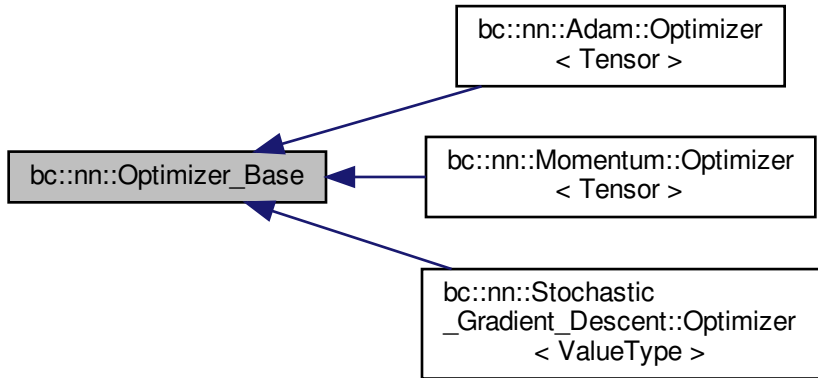 bc::nn::Optimizer_Base
bc::nn::Adam::Optimizer
< Tensor >
bc::nn::Momentum::Optimizer
< Tensor >
bc::nn::Stochastic
_Gradient_Descent::Optimizer
< ValueType >